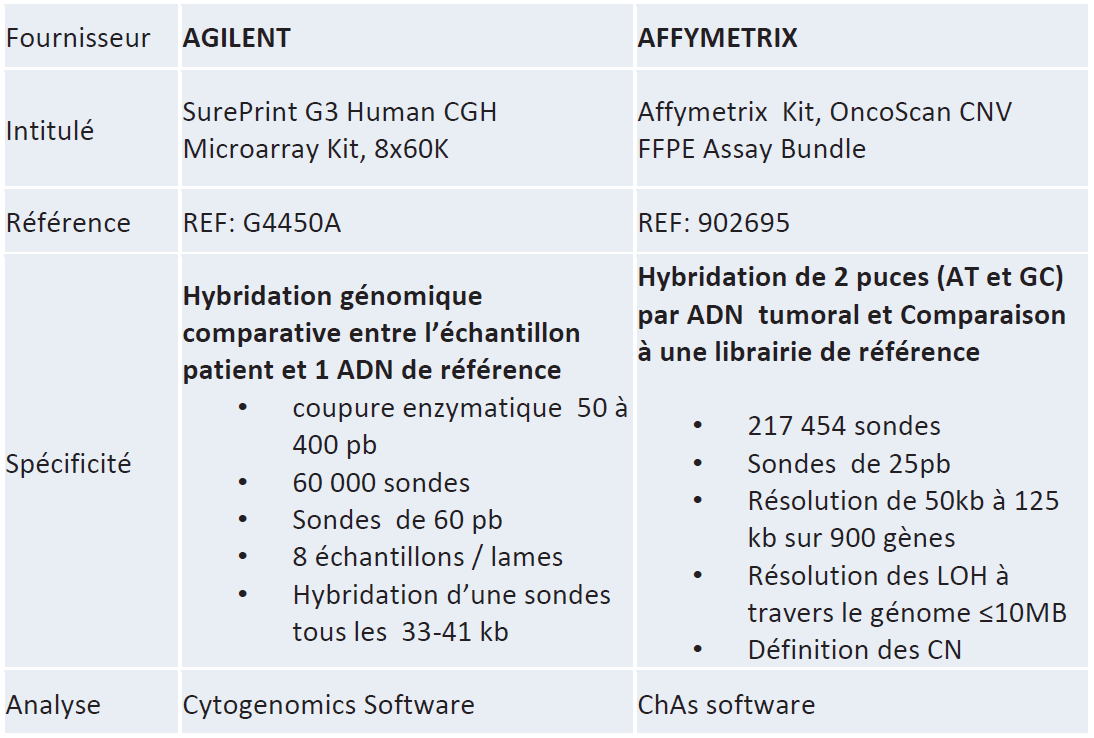 Fournisseur AGILENT AFFYMETRIX
Intitulé
SurePrint G3 Human CGH
Microarray Kit, 8x60K
Affymetrix Kit, OncoScan CNV
FFPE Assay Bundle
Référence REF: G4450A REF: 902695
Spécificité
Hybridation génomique
comparative entre l’échantillon
patient et 1 ADN de référence
• coupure enzymatique 50 à
400 pb
• 60 000 sondes
• Sondes de 60 pb
• 8 échantillons / lames
• Hybridation d’une sondes
tous les 33-41 kb
Hybridation de 2 puces (AT et GC)
par ADN tumoral et Comparaison
à une librairie de référence
• 217 454 sondes
• Sondes de 25pb
• Résolution de 50kb à 125
kb sur 900 gènes
• Résolution des LOH à
travers le génome ≤10MB
• Définition des CN
Analyse Cytogenomics Software ChAs software